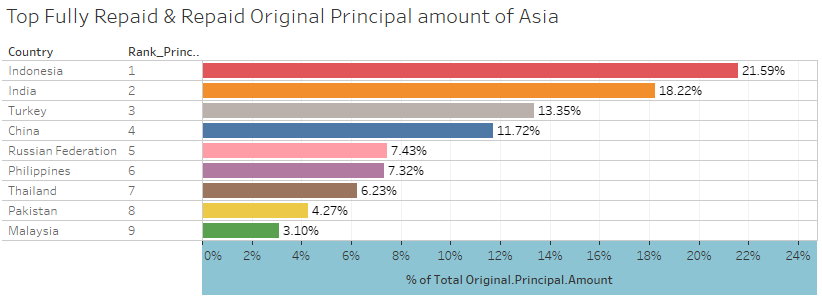 Top Fully Repaid & Repaid Original Principal amount of Asia
Country Rank_Princ..
Indonesia 1 21.59%
India 2 18.22%
Turkey 3 13.35%
China 4 11.72%
Russian Federation 5 7.43%
Philippines 6 7.32%
Thailand 7 6.23%
Pakistan 8 4.27%
Malaysia 9 3.10%
0% 2% 4% 6% 8% 10% 12% 14% 16% 18% 20% 22% 24%
% of Total Original.Principal.Amount